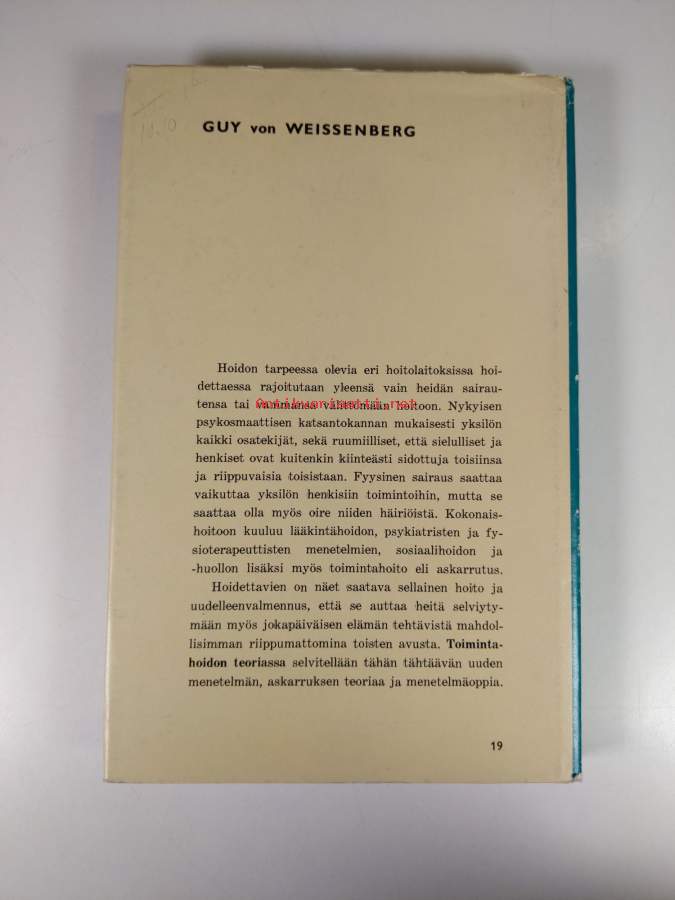 19.10
GUY von WEISSENBERG
Hoidon tarpeessa olevia eri hoitolaitoksissa hoi-
dettaessa rajoitutaan yleensä vain heidän sairau-
tensa tai vammansa välittömään hoitoon. Nykyisen
Antikvariaatti.net
psykosmaattisen katsantokannan mukaisesti yksilön
kaikki osatekijät, sekä ruumiilliset, että sielulliset ja
henkiset ovat kuitenkin kiinteästi sidottuja toisiinsa
ja riippuvaisia toisistaan. Fyysinen sairaus saattaa
vaikuttaa yksilön henkisiin toimintoihin, mutta se
saattaa olla myös oire niiden häiriöistä. Kokonais-
hoitoon kuuluu lääkintähoidon, psykiatristen ja fy-
sioterapeuttisten menetelmien, sosiaalihoidon ja
-huollon lisäksi myös toimintahoito eli askarrutus.
Hoidettavien on näet saatava sellainen hoito ja
uudelleenvalmennus, että se auttaa heitä selviyty-
mään myös jokapäiväisen elämän tehtävistä mahdol-
lisimman riippumattomina toisten avusta. Toiminta-
hoidon teoriassa selvitellään tähän tähtäävän uuden
menetelmän, askarruksen teoriaa ja menetelmäoppia.
19